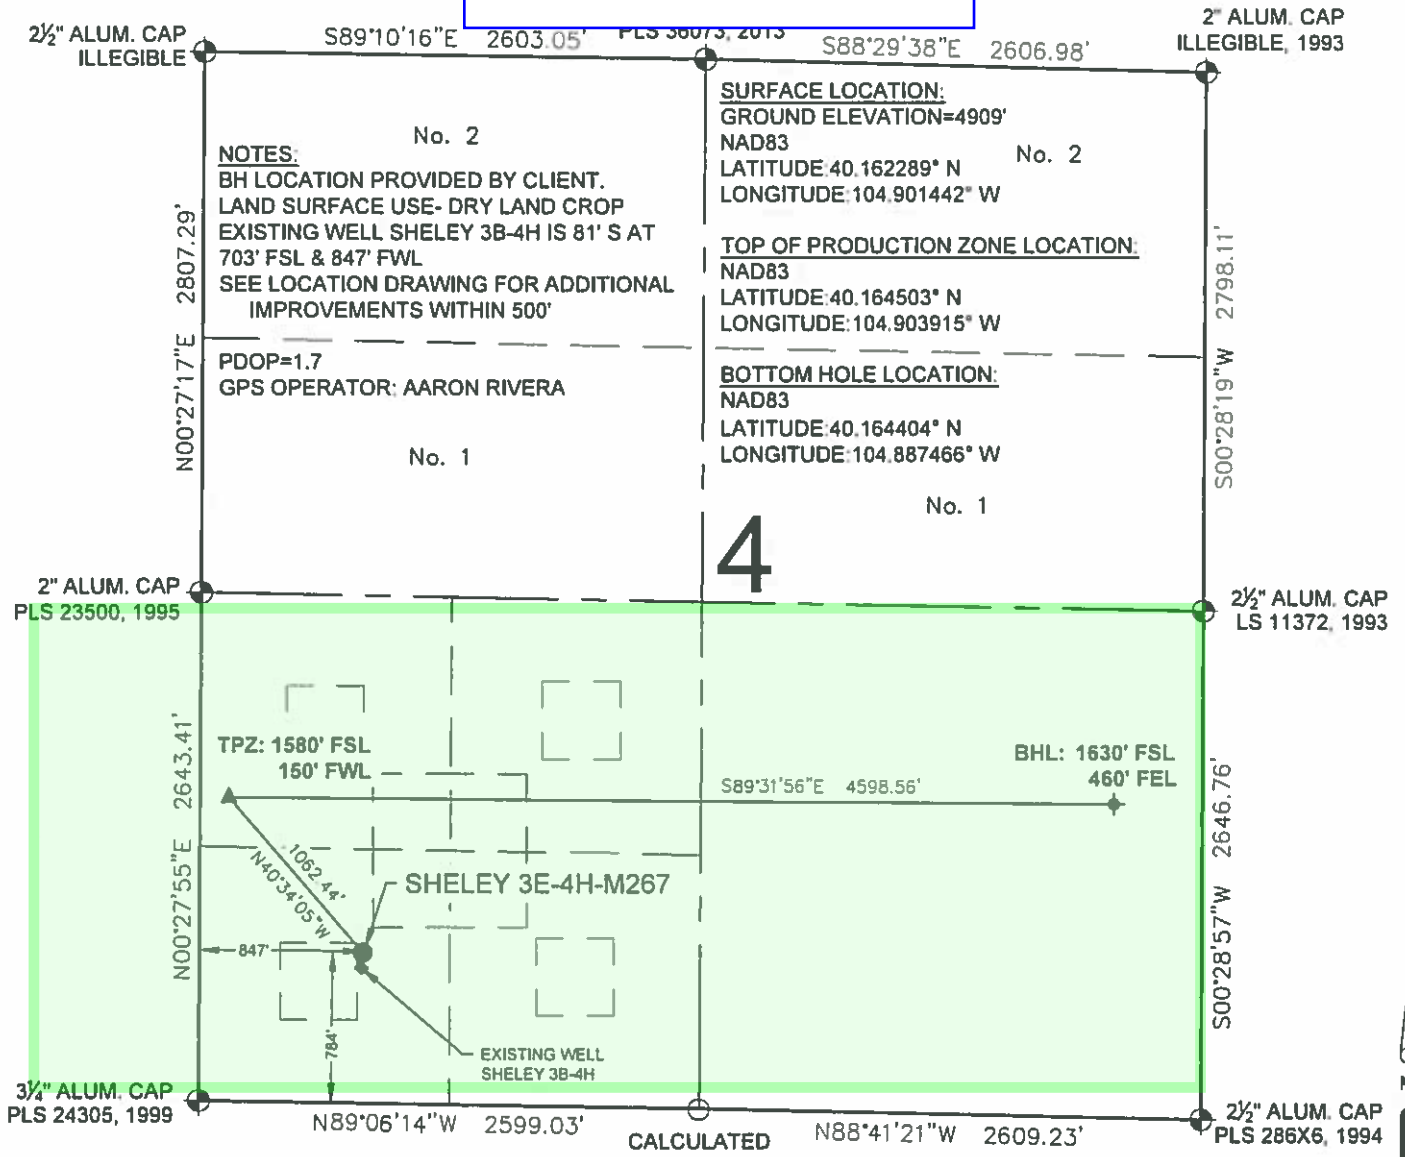 2½" ALUM. CAP
ILLEGIBLE
S89°10'16"E 2603.05'
PLS 36073, 2013
S88°29'38"E 2606.98'
2" ALUM. CAP
ILLEGIBLE, 1993
No. 2
NOTES:
BH LOCATION PROVIDED BY CLIENT.
LAND SURFACE USE- DRY LAND CROP
EXISTING WELL SHELEY 3B-4H IS 81' S AT
703' FSL & 847' FWL
SEE LOCATION DRAWING FOR ADDITIONAL
IMPROVEMENTS WITHIN 500'
PDOP=1.7
GPS OPERATOR: AARON RIVERA
No. 1
SURFACE LOCATION:
GROUND ELEVATION=4909'
NAD83
No. 2
LATITUDE:40.162289° N
LONGITUDE:104.901442° W
TOP OF PRODUCTION ZONE LOCATION:
NAD83
LATITUDE:40.164503° N
LONGITUDE:104.903915° W
BOTTOM HOLE LOCATION:
NAD83
LATITUDE:40.164404° N
LONGITUDE:104.887466° W
No. 1
N00°27'17"E 2807.29'
S00°28'19"W 2798.11'
4
2" ALUM. CAP
PLS 23500, 1995
2½" ALUM. CAP
LS 11372, 1993
TPZ: 1580' FSL
150' FWL
BHL: 1630' FSL
460' FEL
S89°31'56"E 4598.56'
1062.44'
N40°34'05"W
SHELEY 3E-4H-M267
847'
784'
EXISTING WELL
SHELEY 3B-4H
N00°27'55"E 2643.41'
S00°28'57"W 2646.76'
3¼" ALUM. CAP
PLS 24305, 1999
N89°06'14"W 2599.03'
CALCULATED
N88°41'21"W 2609.23'
2½" ALUM. CAP
PLS 286X6, 1994